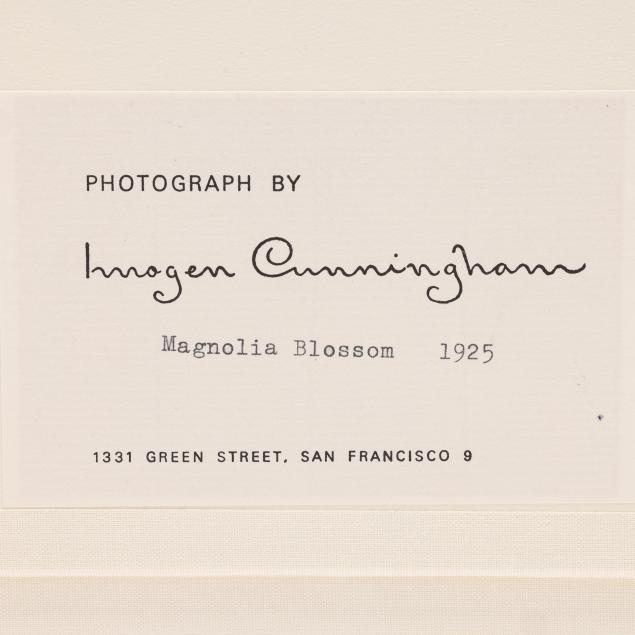 PHOTOGRAPH BY
Imogen Cunningham
Magnolia Blossom 1925
1331 GREEN STREET, SAN FRANCISCO 9